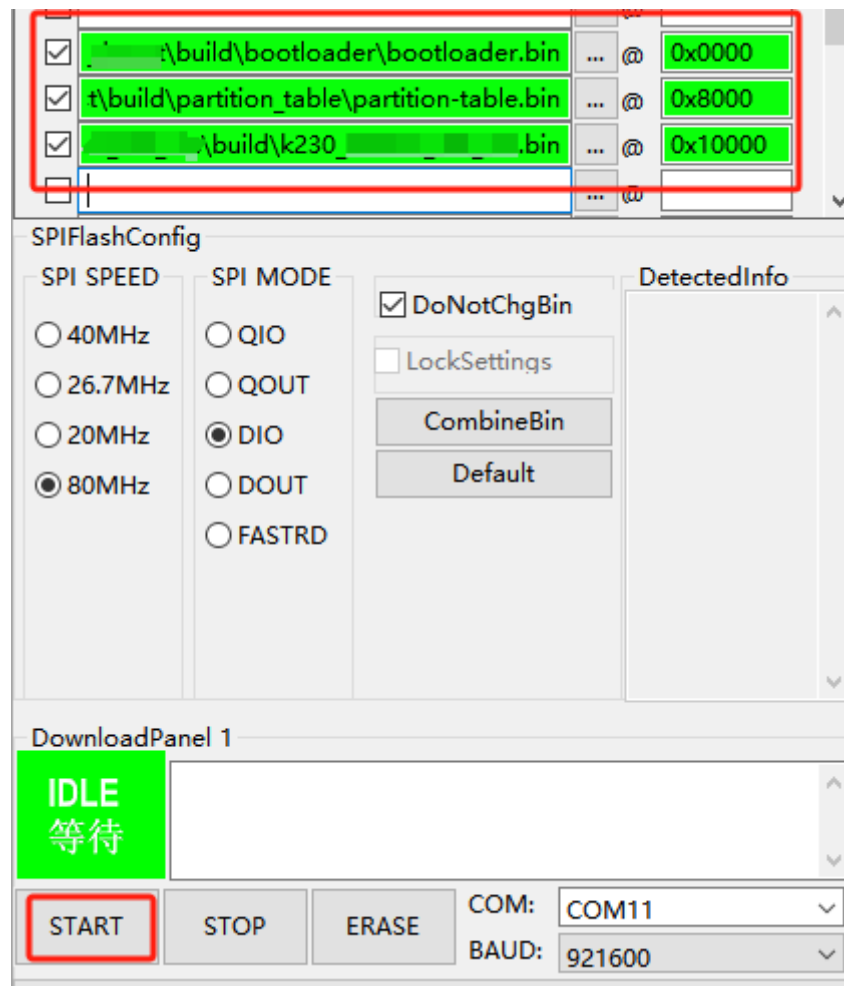 \build\bootloader\bootloader.bin ... @ 0x0000
t\build\partition_table\partition-table.bin ... @ 0x8000
\build\k230_ .bin ... @ 0x10000
... @
SPIFlashConfig
SPI SPEED SPI MODE DetectedInfo
DoNotChgBin
40MHz QIO
LockSettings
26.7MHz QOUT
CombineBin
20MHz DIO
Default
80MHz DOUT
FASTRD
DownloadPanel 1
IDLE
等待
START STOP ERASE COM: COM11
BAUD: 921600